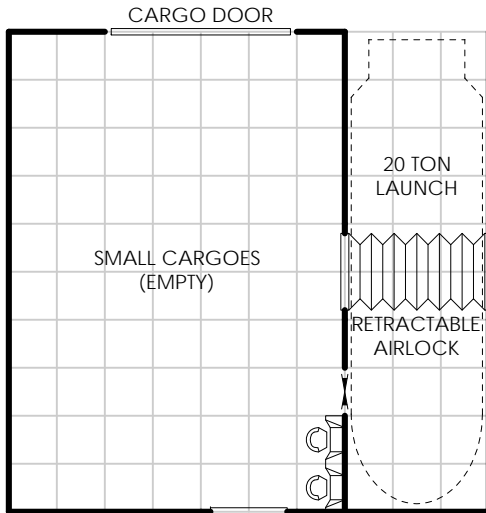 CARGO DOOR
20 TON
LAUNCH
SMALL CARGOES
(EMPTY)
RETRACTABLE
AIRLOCK